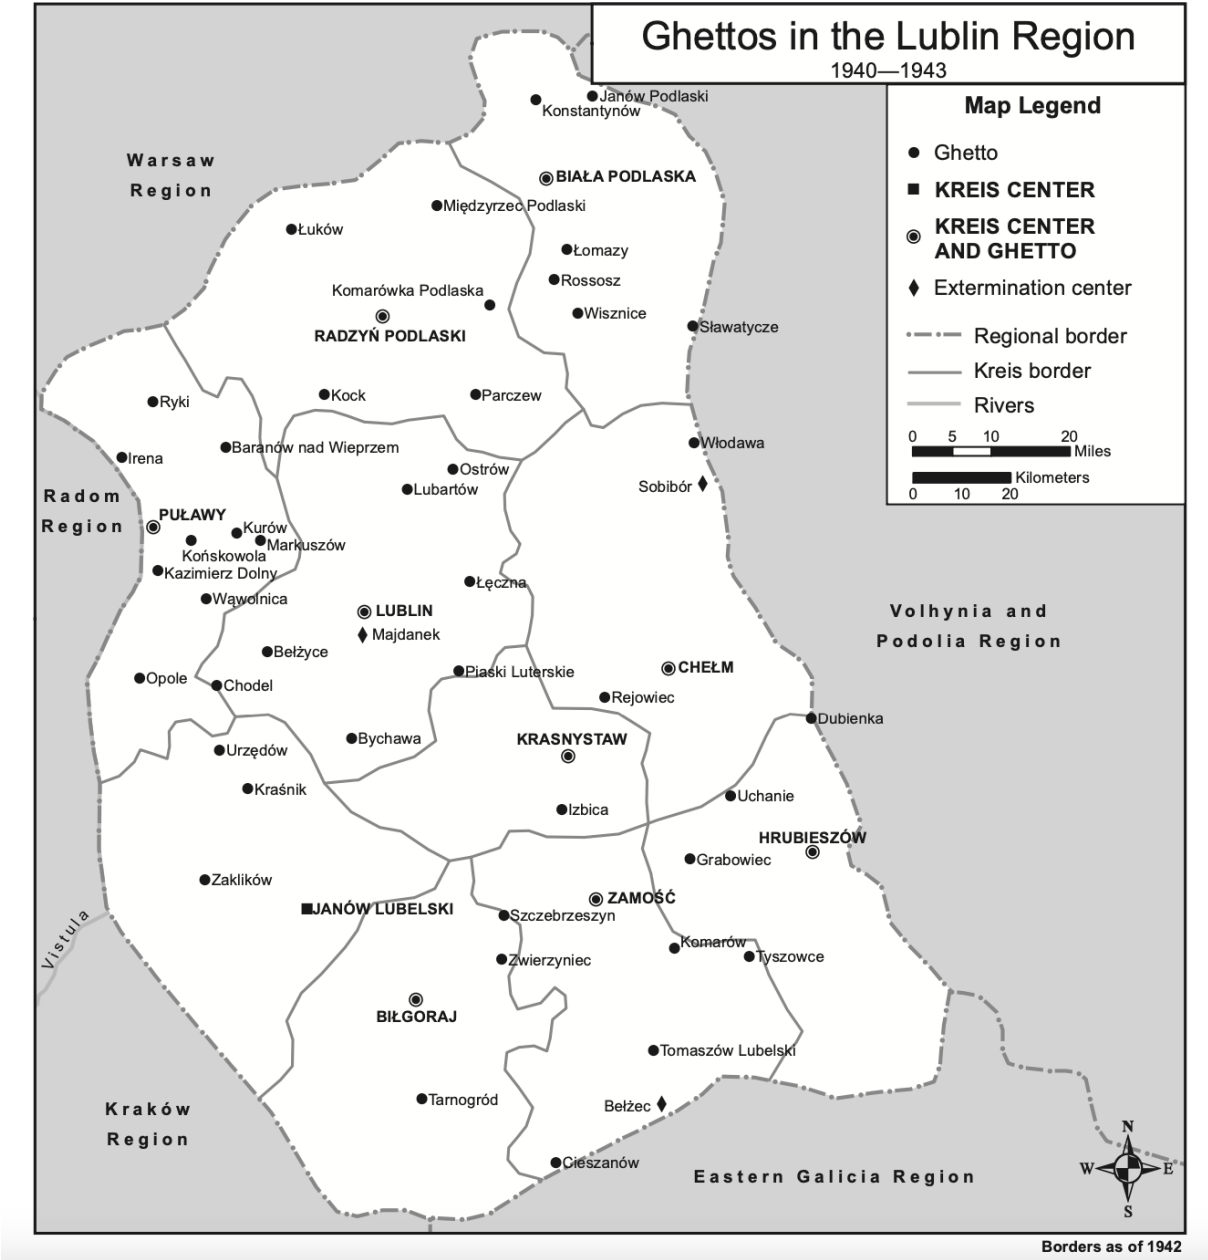 Ghettos in the Lublin Region
1940—1943
Map Legend
Ghetto
KREIS CENTER
KREIS CENTER
AND GHETTO
Extermination center
Regional border
Kreis border
Rivers
0 5 10 20
Miles
Kilometers
0 10 20
Janów Podlaski
Konstantynów
Warsaw
Region
BIAŁA PODLASKA
Międzyrzec Podlaski
Łuków
Łomazy
Rossosz
Komarówka Podlaska
Wisznice
RADZYŃ PODLASKI
Sławatycze
Kock
Parczew
Ryki
Baranów nad Wieprzem
Włodawa
Irena
Ostrów
Lubartów
Sobibór
Radom
Region
PUŁAWY
Kurów
Markuszów
Końskowola
Kazimierz Dolny
Łęczna
Wąwolnica
LUBLIN
Majdanek
Volhynia and
Podolia Region
Bełżyce
CHEŁM
Piaski Luterskie
Opole
Chodel
Rejowiec
Dubienka
Bychawa
KRASNYSTAW
Urzędów
Kraśnik
Uchanie
Izbica
HRUBIESZÓW
Grabowiec
Zaklików
ZAMOŚĆ
JANÓW LUBELSKI
Szczebrzeszyn
Vistula
Komarów
Tyszowce
Zwierzyniec
BIŁGORAJ
Tomaszów Lubelski
Tarnogród
Bełżec
Kraków
Region
Cieszanów
Eastern Galicia Region
N
W E
S
Borders as of 1942